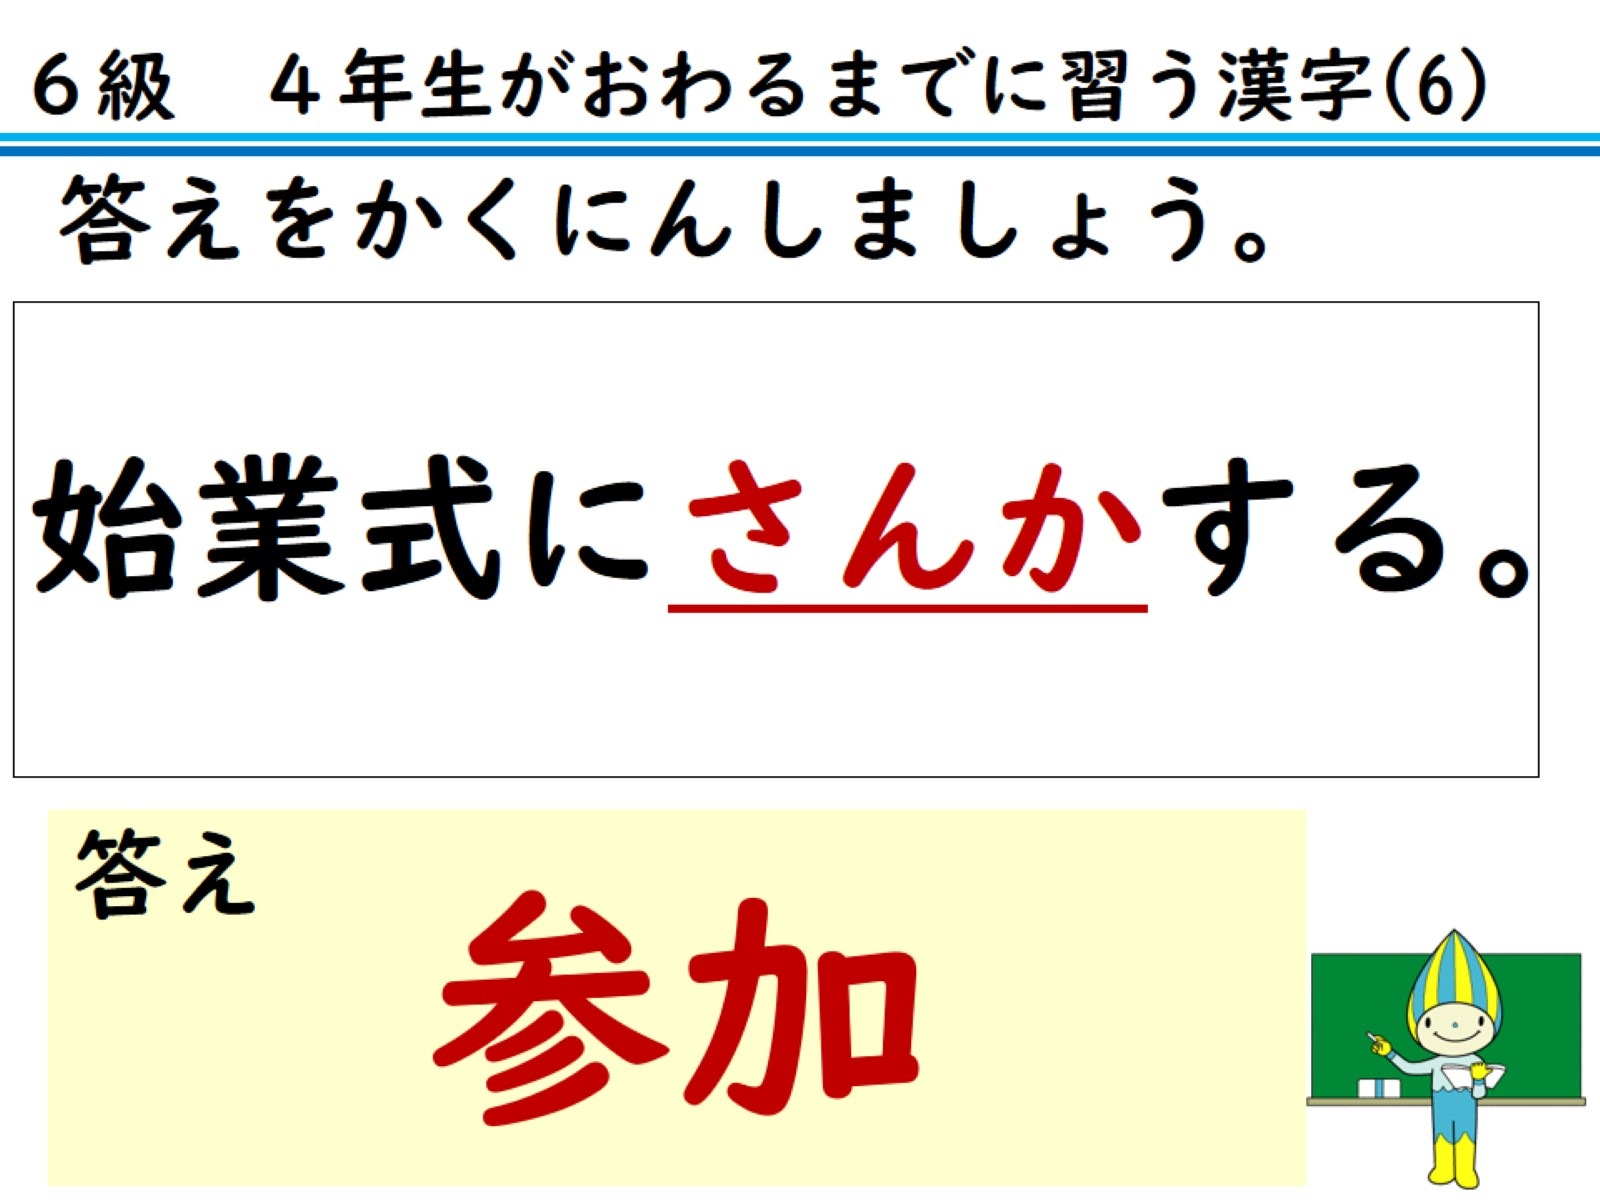 ６級　４年生がおわるまでに習う漢字(6)
答えをかくにんしましょう。
始業式にさんかする。
答え
参加